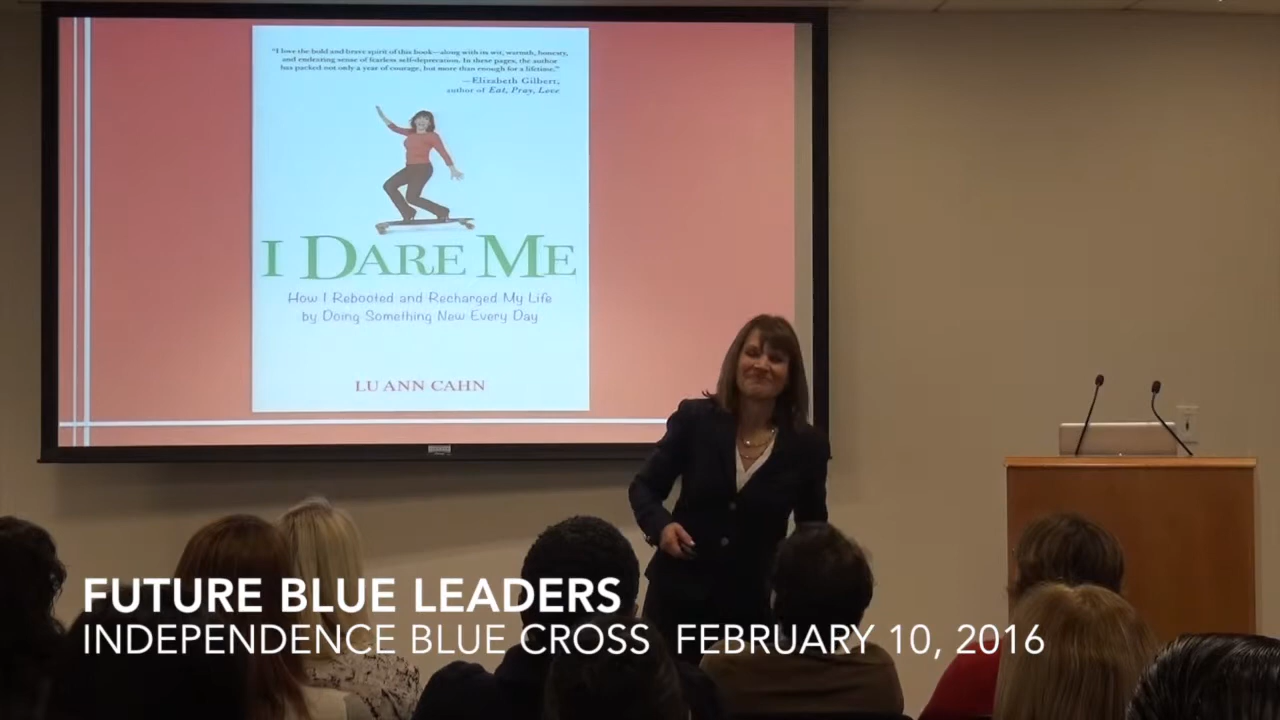 "I love the bold and brave spirit of this book—along with its wit, warmth, honesty,
and endearing sense of fearless self-deprecation. In these pages, the author
has packed not only a year of courage, but more than enough for a lifetime."
—Elizabeth Gilbert,
author of Eat, Pray, Love
I DARE ME
How I Rebooted and Recharged My Life
by Doing Something New Every Day
LU ANN CAHN
FUTURE BLUE LEADERS
INDEPENDENCE BLUE CROSS FEBRUARY 10, 2016